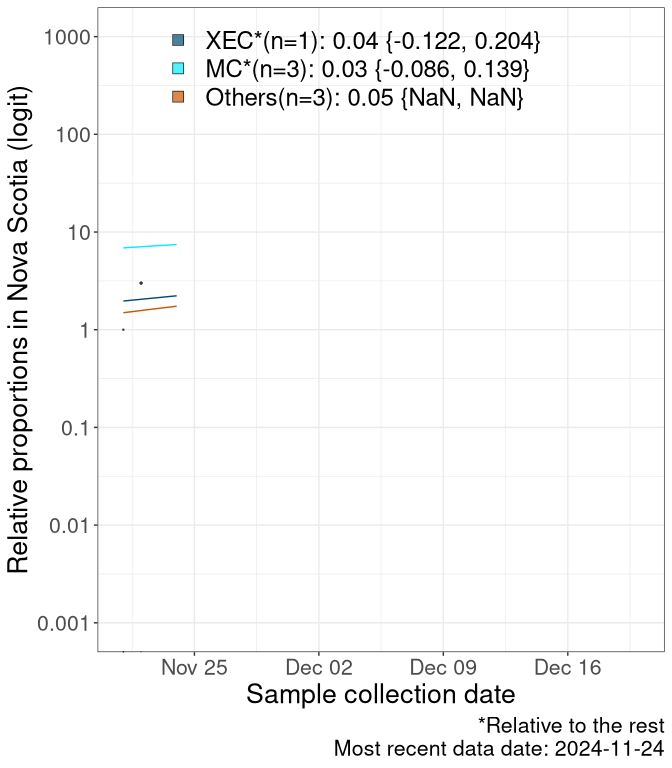 XEC*(n=1): 0.04 {-0.122, 0.204}
MC*(n=3): 0.03 {-0.086, 0.139}
Others(n=3): 0.05 {NaN, NaN}
Relative proportions in Nova Scotia (logit)
1000
100
10
1
0.1
0.01
0.001
Nov 25 Dec 02 Dec 09 Dec 16
Sample collection date
*Relative to the rest
Most recent data date: 2024-11-24